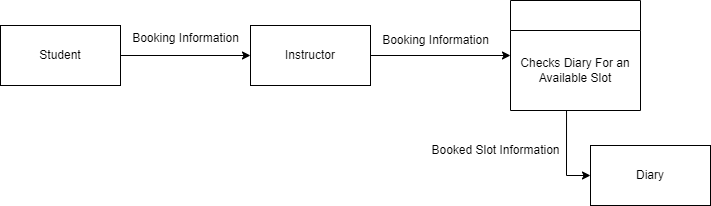 Booking Information
Booking Information
Student
Instructor
Checks Diary For an
Available Slot
Booked Slot Information
Diary